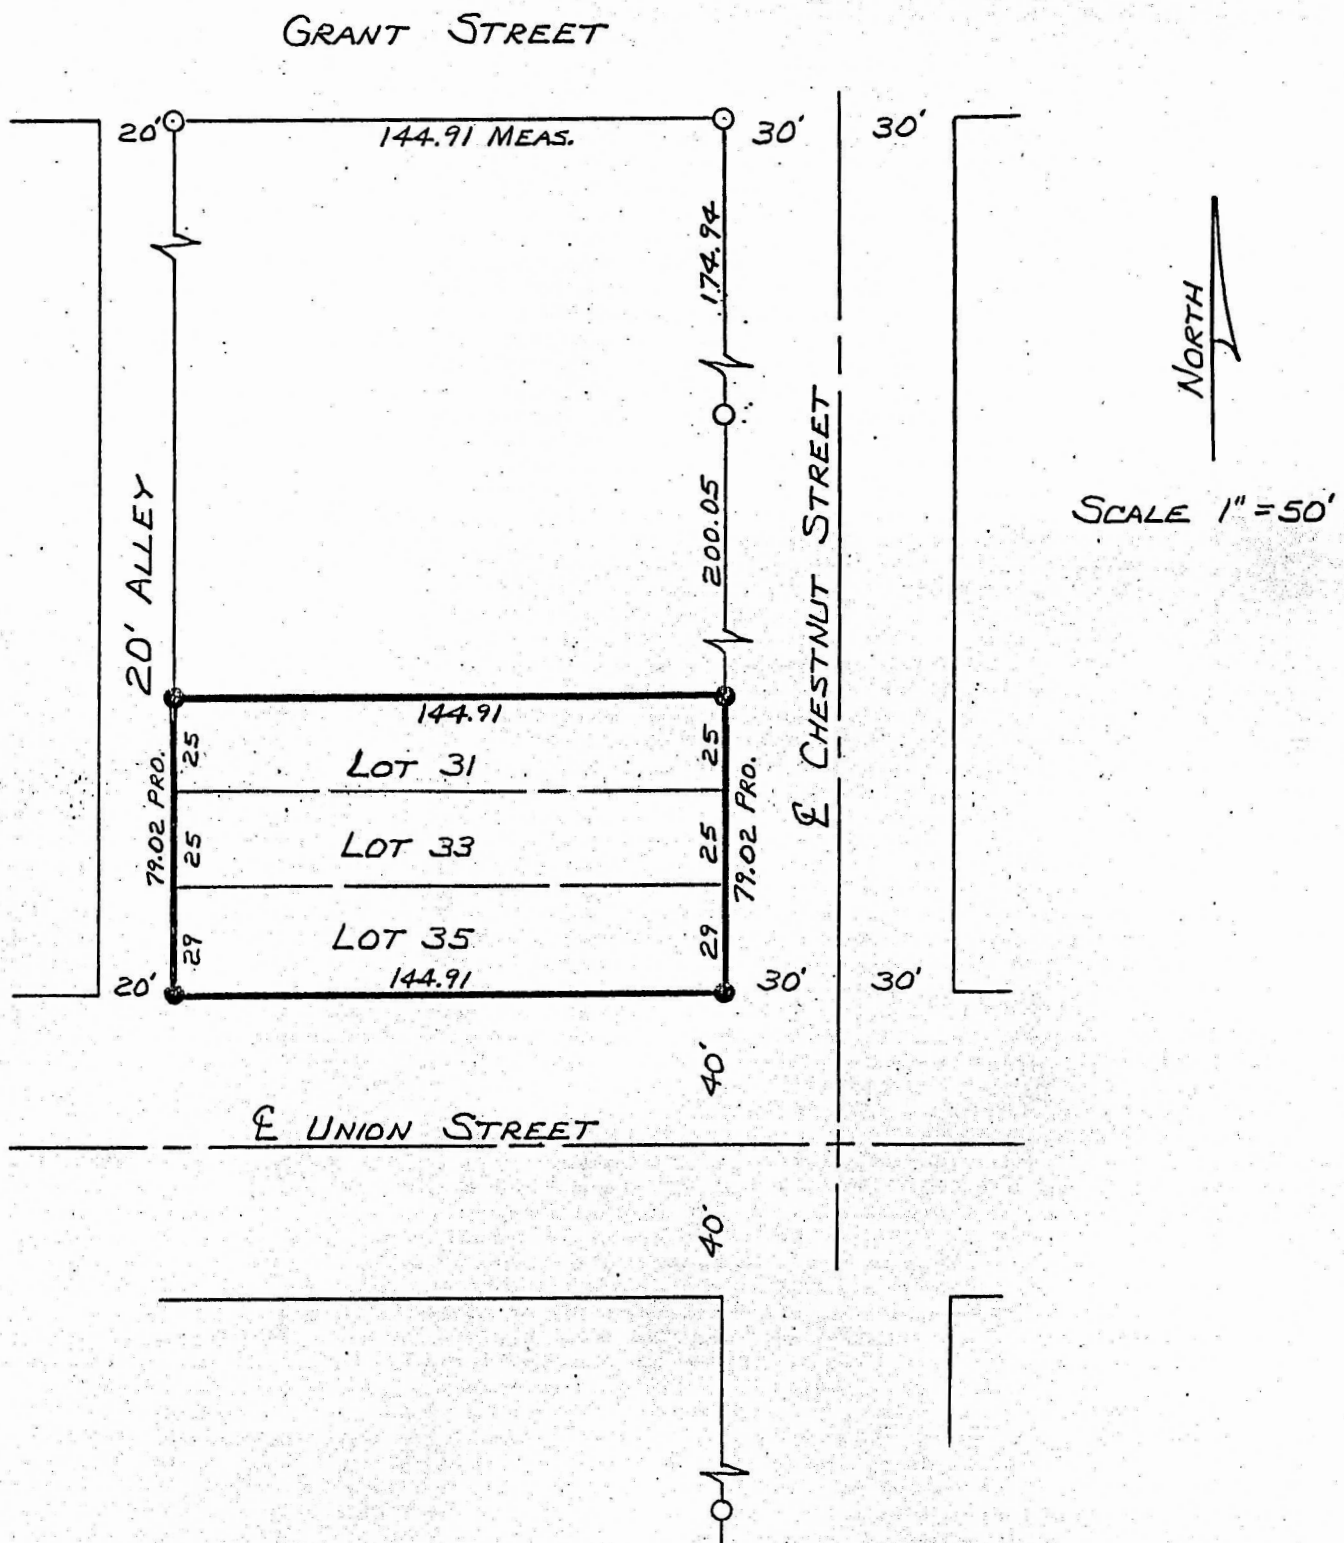 GRANT STREET
20'
144.91 MEAS.
30'
30'
174.94
NORTH
SCALE 1" = 50'
200.05
20' ALLEY
℄ CHESTNUT STREET
144.91
25
LOT 31
25
79.02 PRO.
25
LOT 33
25
79.02 PRO.
29
LOT 35
29
20'
144.91
30'
30'
40'
℄ UNION STREET
40'